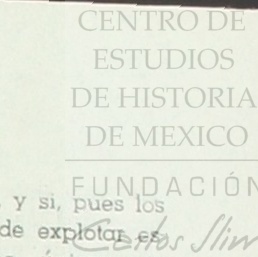 CENTRO DE
ESTUDIOS
DE HISTORIA
DE MEXICO
FUNDACIÓN
Carlos Slim
y si, pues los
de explotar es